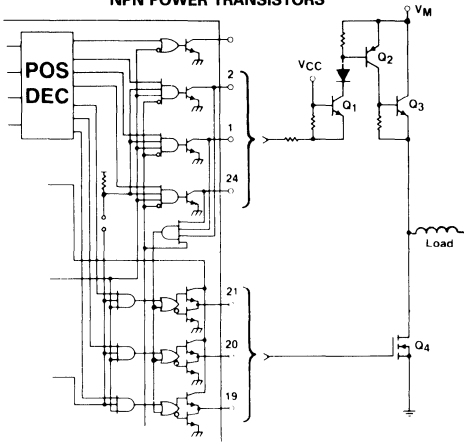 NPN POWER TRANSISTORS
VM
POS
DEC
2
VCC
Q2
Q1
Q3
1
24
Load
21
20
Q4
19